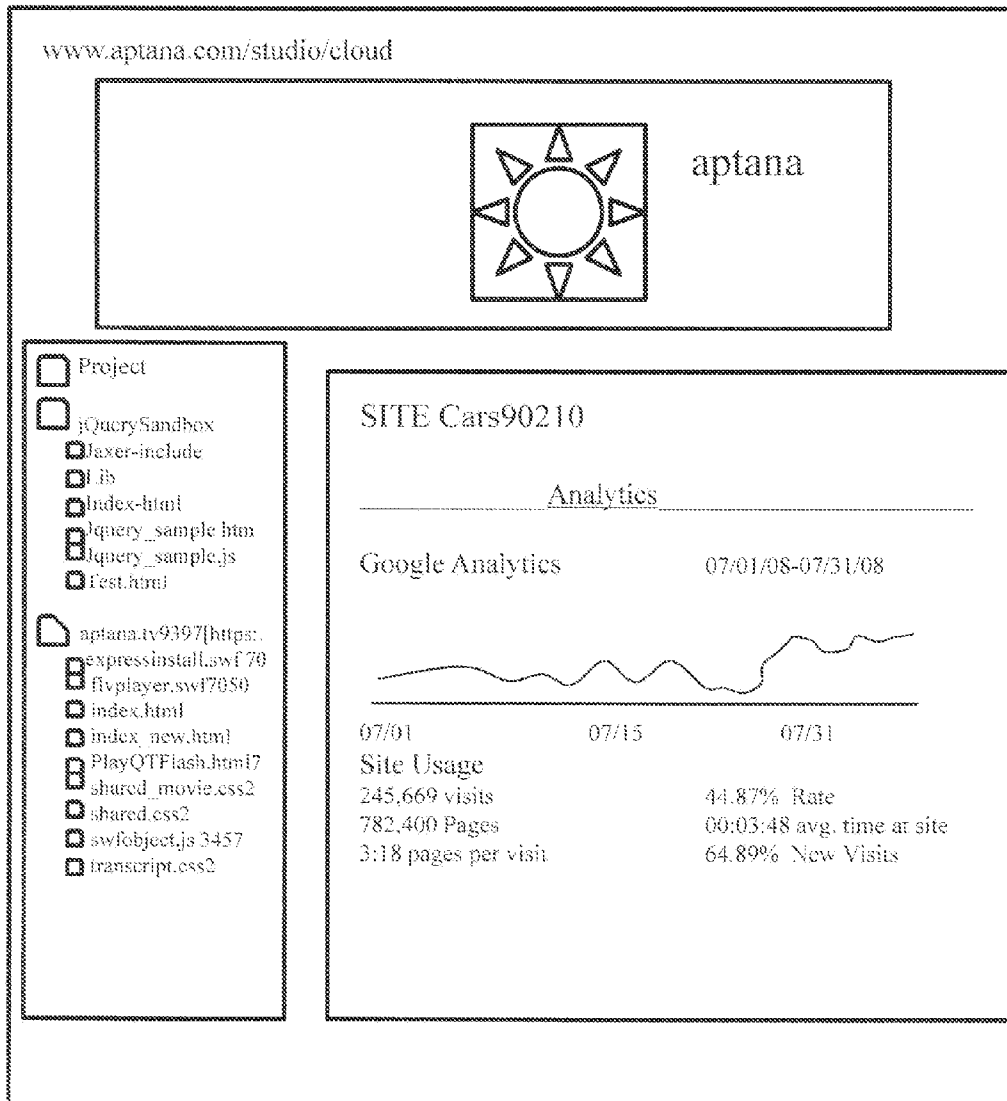 www.aptana.com/studio/cloud
aptana
Project
jQuerySandbox
Jaxer-include
Lib
Index-html
Jquery_sample htm
Jquery_sample.js
Test.html
aptana.tv9397[https:.
expressinstall.swf 70
flvplayer.swf7050
index.html
index_new.html
PlayQTFlash.html7
shared_movie.css2
shared.css2
swfobject.js 3457
transcript.css2
SITE Cars90210
Analytics
Google Analytics 07/01/08-07/31/08
07/01 07/15 07/31
Site Usage
245,669 visits 44.87% Rate
782,400 Pages 00:03:48 avg. time at site
3:18 pages per visit 64.89% New Visits